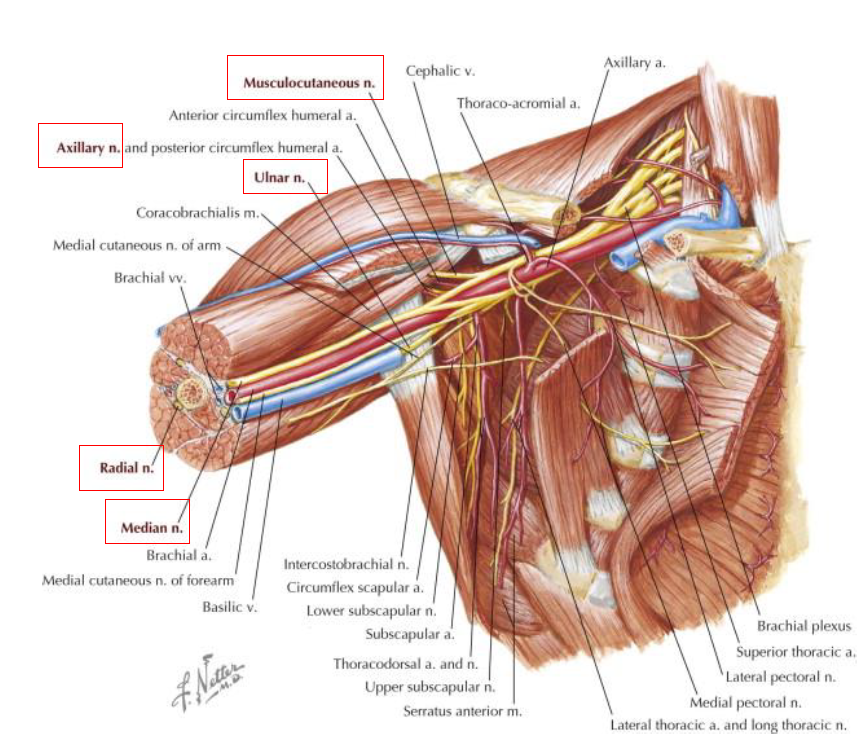 Axillary a.
Cephalic v.
Musculocutaneous n.
Thoraco-acromial a.
Anterior circumflex humeral a.
Axillary n. and posterior circumflex humeral a.
Ulnar n.
Coracobrachialis m.
Medial cutaneous n. of arm
Brachial vv.
Radial n.
Median n.
Brachial a.
Medial cutaneous n. of forearm
Basilic v.
Intercostobrachial n.
Circumflex scapular a.
Lower subscapular n.
Subscapular a.
Thoracodorsal a. and n.
Upper subscapular n.
Serratus anterior m.
Brachial plexus
Superior thoracic a.
Lateral pectoral n.
Medial pectoral n.
Lateral thoracic a. and long thoracic n.
F. Netter
M.D.